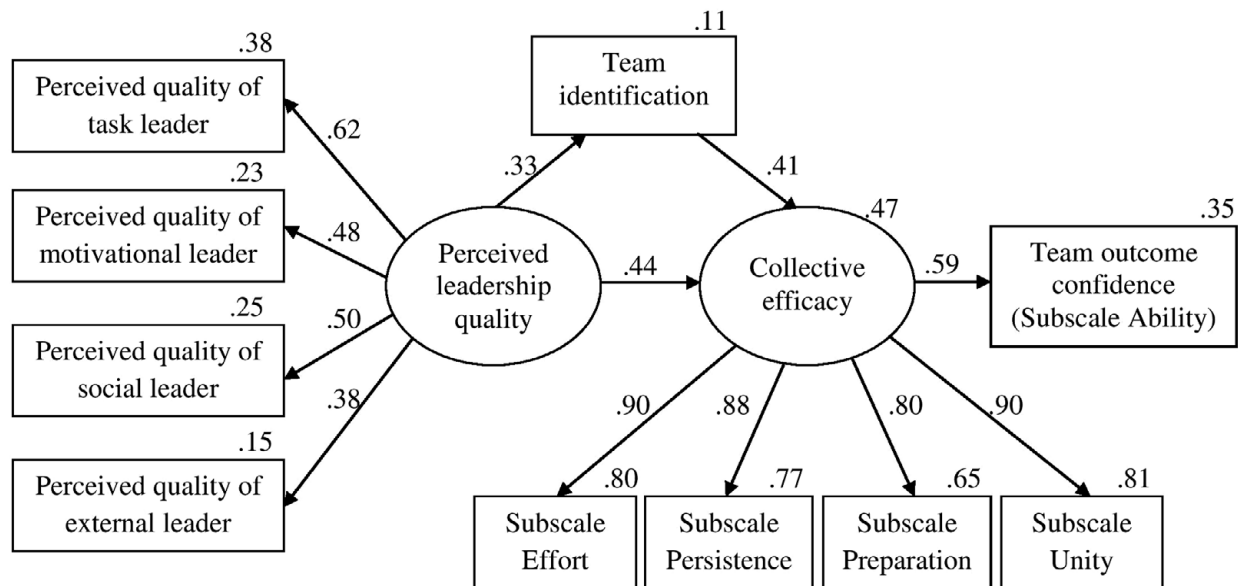 .38
Perceived quality of
task leader
.62
.23
Perceived quality of
motivational leader
.48
.25
Perceived quality of
social leader
.50
.15
Perceived quality of
external leader
.38
Perceived
leadership
quality
.33
.11
Team
identification
.41
.44
.47
Collective
efficacy
.59
.35
Team outcome
confidence
(Subscale Ability)
.90
.88
.80
.90
.80
Subscale
Effort
.77
Subscale
Persistence
.65
Subscale
Preparation
.81
Subscale
Unity